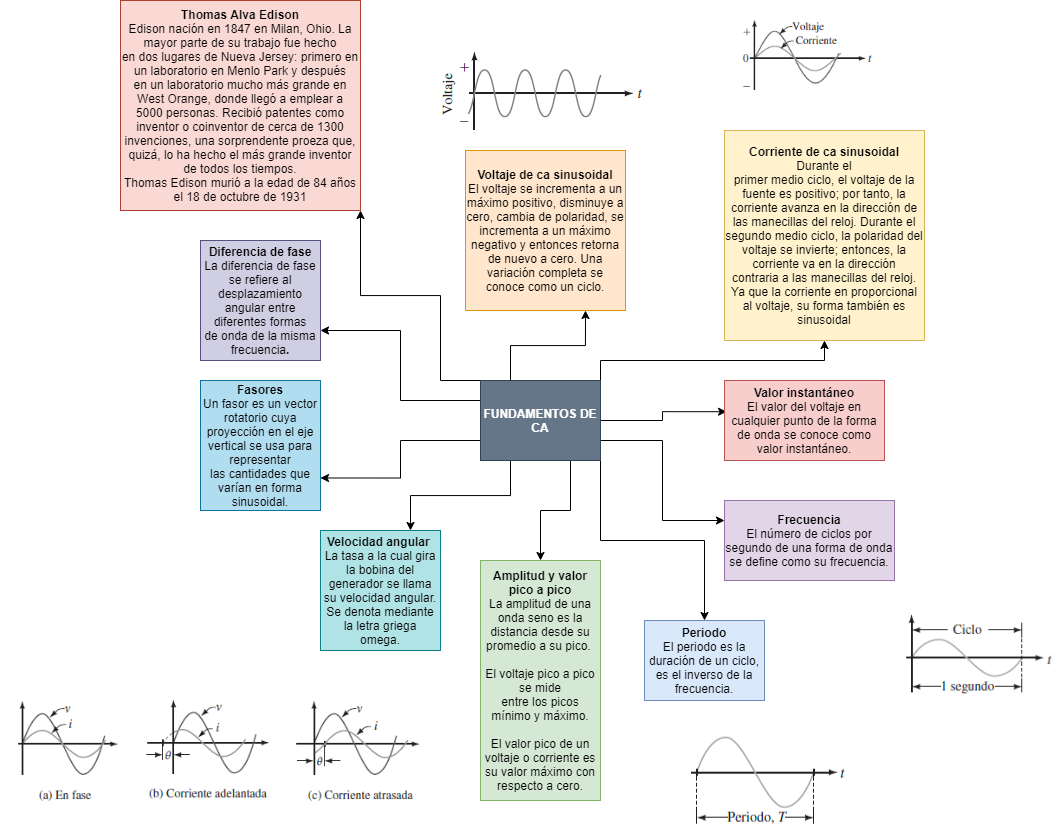 Thomas Alva Edison
Edison nación en 1847 en Milan, Ohio. La
mayor parte de su trabajo fue hecho
en dos lugares de Nueva Jersey: primero en
un laboratorio en Menlo Park y después
en un laboratorio mucho más grande en
West Orange, donde llegó a emplear a
5000 personas. Recibió patentes como
inventor o coinventor de cerca de 1300
invenciones, una sorprendente proeza que,
quizá, lo ha hecho el más grande inventor
de todos los tiempos.
Thomas Edison murió a la edad de 84 años
el 18 de octubre de 1931
Voltaje
+
−
t
+
0
−
Voltaje
Corriente
t
Voltaje de ca sinusoidal
El voltaje se incrementa a un
máximo positivo, disminuye a
cero, cambia de polaridad, se
incrementa a un máximo
negativo y entonces retorna
de nuevo a cero. Una
variación completa se
conoce como un ciclo.
Corriente de ca sinusoidal
Durante el
primer medio ciclo, el voltaje de la
fuente es positivo; por tanto, la
corriente avanza en la dirección de
las manecillas del reloj. Durante el
segundo medio ciclo, la polaridad del
voltaje se invierte; entonces, la
corriente va en la dirección
contraria a las manecillas del reloj.
Ya que la corriente en proporcional
al voltaje, su forma también es
sinusoidal
Diferencia de fase
La diferencia de fase
se refiere al
desplazamiento
angular entre
diferentes formas
de onda de la misma
frecuencia.
FUNDAMENTOS DE
CA
Fasores
Un fasor es un vector
rotatorio cuya
proyección en el eje
vertical se usa para
representar
las cantidades que
varían en forma
sinusoidal.
Valor instantáneo
El valor del voltaje en
cualquier punto de la forma
de onda se conoce como
valor instantáneo.
Frecuencia
El número de ciclos por
segundo de una forma de onda
se define como su frecuencia.
Velocidad angular
La tasa a la cual gira
la bobina del
generador se llama
su velocidad angular.
Se denota mediante
la letra griega
omega.
Amplitud y valor
pico a pico
La amplitud de una
onda seno es la
distancia desde su
promedio a su pico.
El voltaje pico a pico
se mide
entre los picos
mínimo y máximo.
El valor pico de un
voltaje o corriente es
su valor máximo con
respecto a cero.
Periodo
El periodo es la
duración de un ciclo,
es el inverso de la
frecuencia.
Ciclo
t
1 segundo
v
i
(a) En fase
v
i
θ
(b) Corriente adelantada
v
i
θ
(c) Corriente atrasada
t
Periodo, T